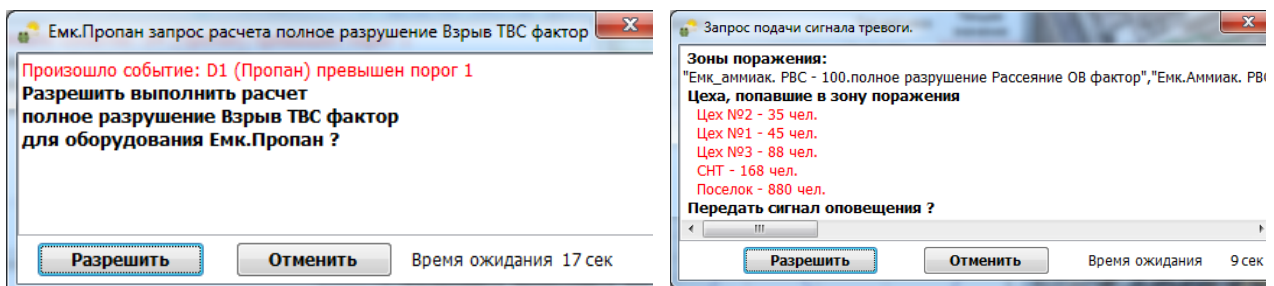 Емк.Пропан запрос расчета полное разрушение Взрыв ТВС фактор
Произошло событие: D1 (Пропан) превышен порог 1
Разрешить выполнить расчет
полное разрушение Взрыв ТВС фактор
для оборудования Емк.Пропан ?
Разрешить
Отменить
Время ожидания 17 сек
Запрос подачи сигнала тревоги.
Зоны поражения:
"Емк_аммиак. РВС - 100.полное разрушение Рассеяние ОВ фактор","Емк.Аммиак. РВС
Цеха, попавшие в зону поражения
Цех №2 - 35 чел.
Цех №1 - 45 чел.
Цех №3 - 88 чел.
СНТ - 168 чел.
Поселок - 880 чел.
Передать сигнал оповещения ?
Разрешить
Отменить
Время ожидания 9 сек